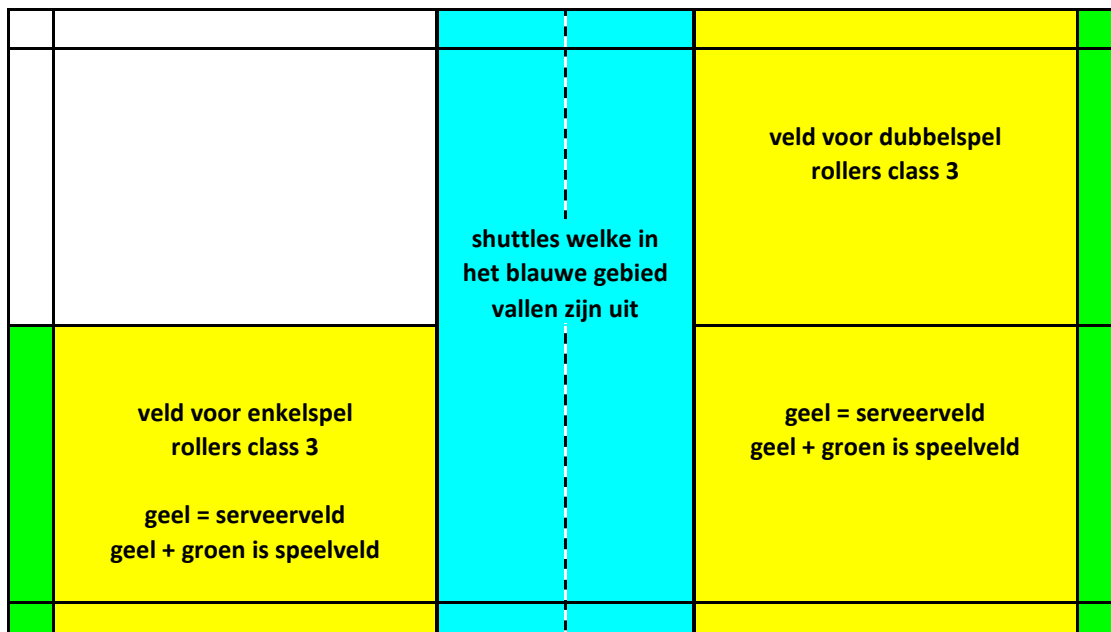 veld voor dubbelspel
rollers class 3
shuttles welke in
het blauwe gebied
vallen zijn uit
veld voor enkelspel
rollers class 3
geel = serveerveld
geel + groen is speelveld
geel = serveerveld
geel + groen is speelveld